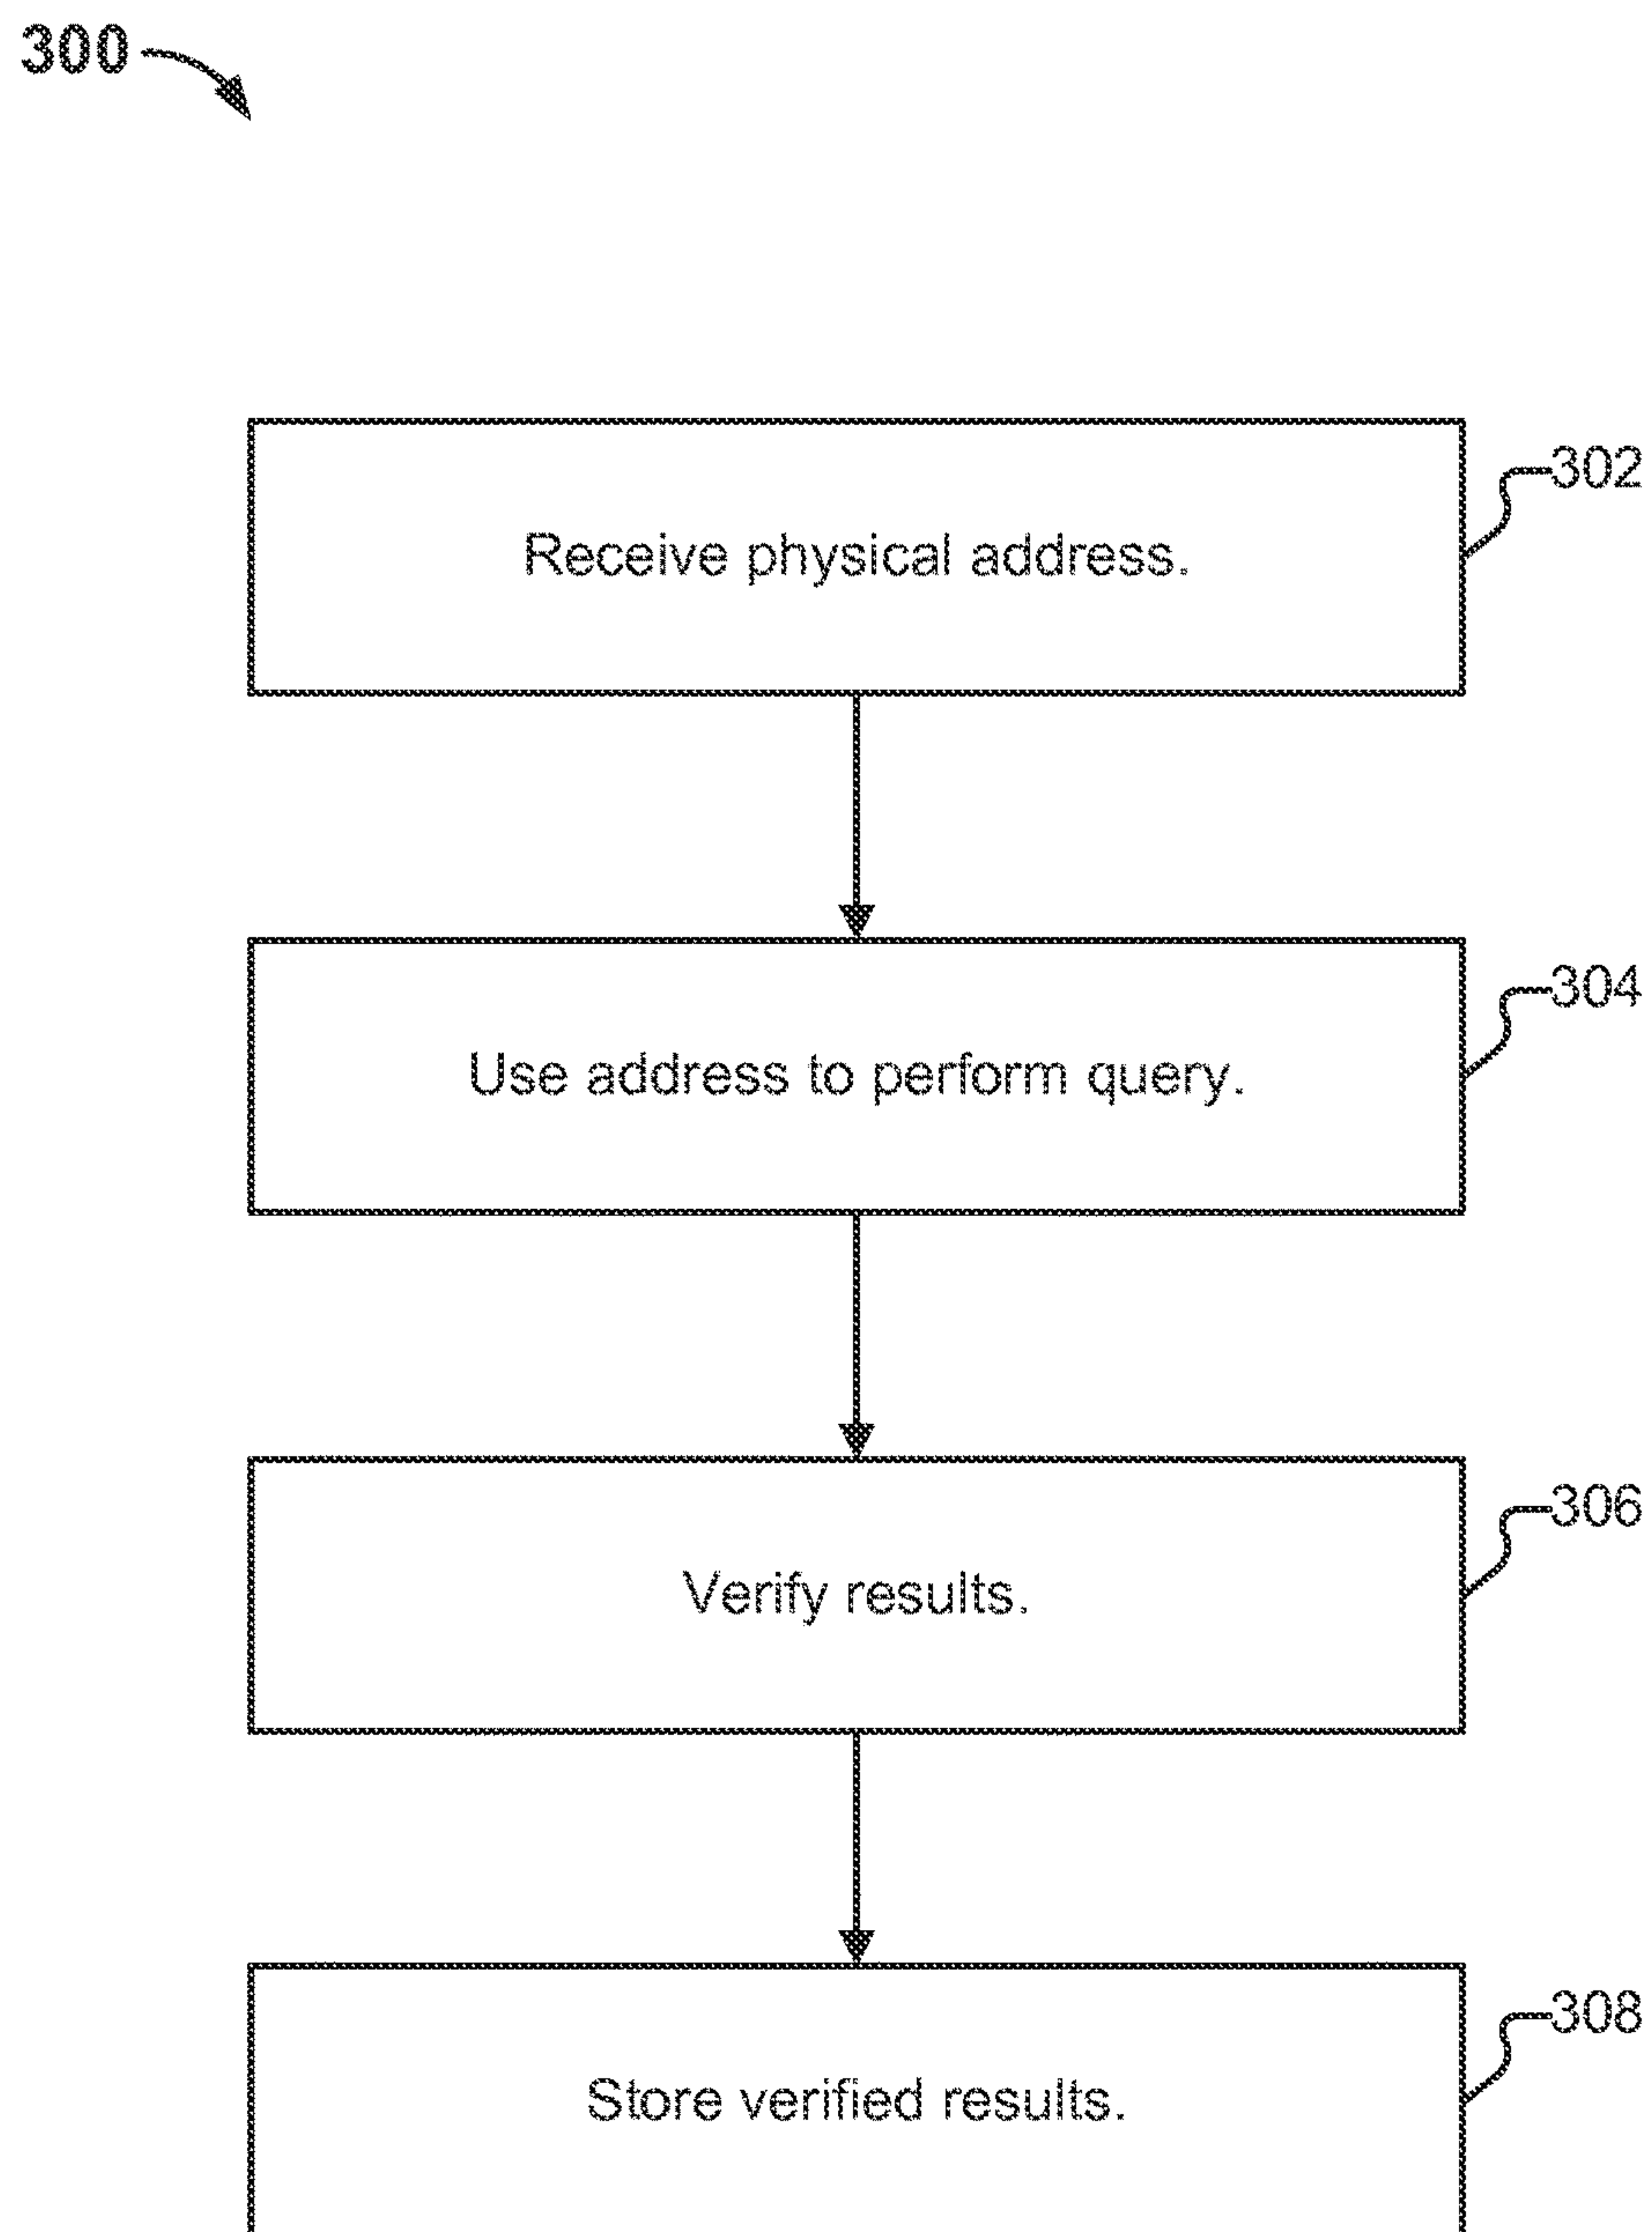 300
302
Receive physical address.
304
Use address to perform query.
306
Verify results.
308
Store verified results.